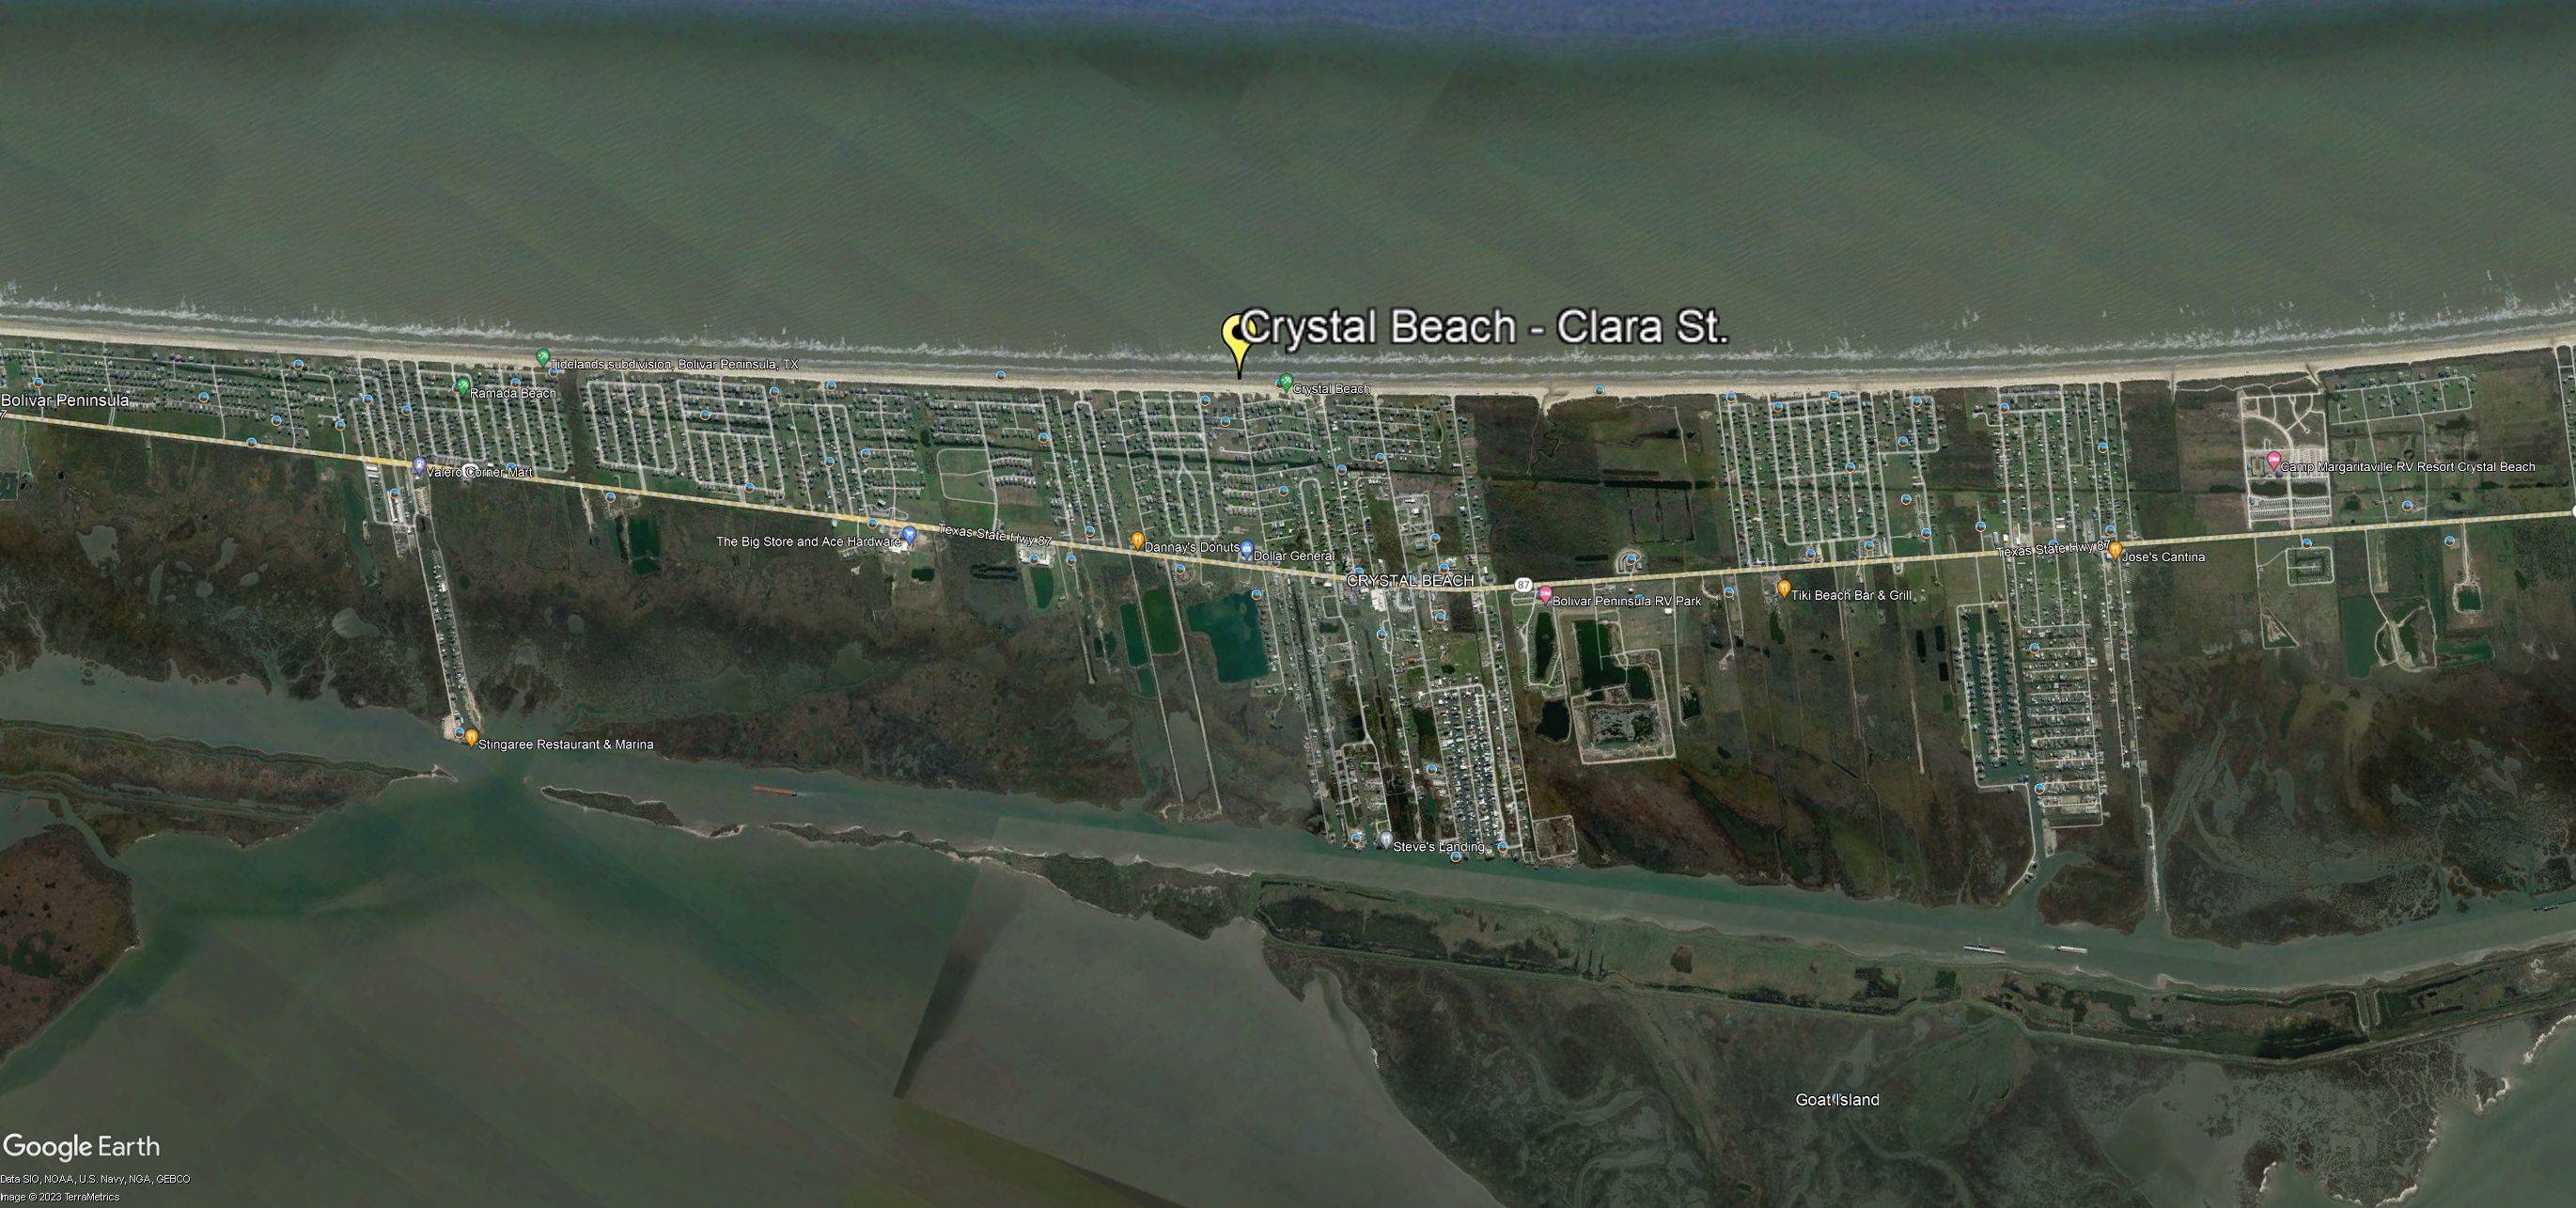 Crystal Beach - Clara St.
Tidelands subdivision, Bolivar Peninsula, TX
Crystal Beach
Ramada Beach
Bolivar Peninsula
7
Valero Corner Mart
Camp Margaritaville RV Resort Crystal Beach
Texas State Hwy 87
The Big Store and Ace Hardware
Dannay's Donuts
Dollar General
Texas State Hwy 87
Jose's Cantina
CRYSTAL BEACH
87
Bolivar Peninsula RV Park
Tiki Beach Bar & Grill
Stingaree Restaurant & Marina
Steve's Landing
Goat Island
Google Earth
Data SIO, NOAA, U.S. Navy, NGA, GEBCO
Image © 2023 TerraMetrics